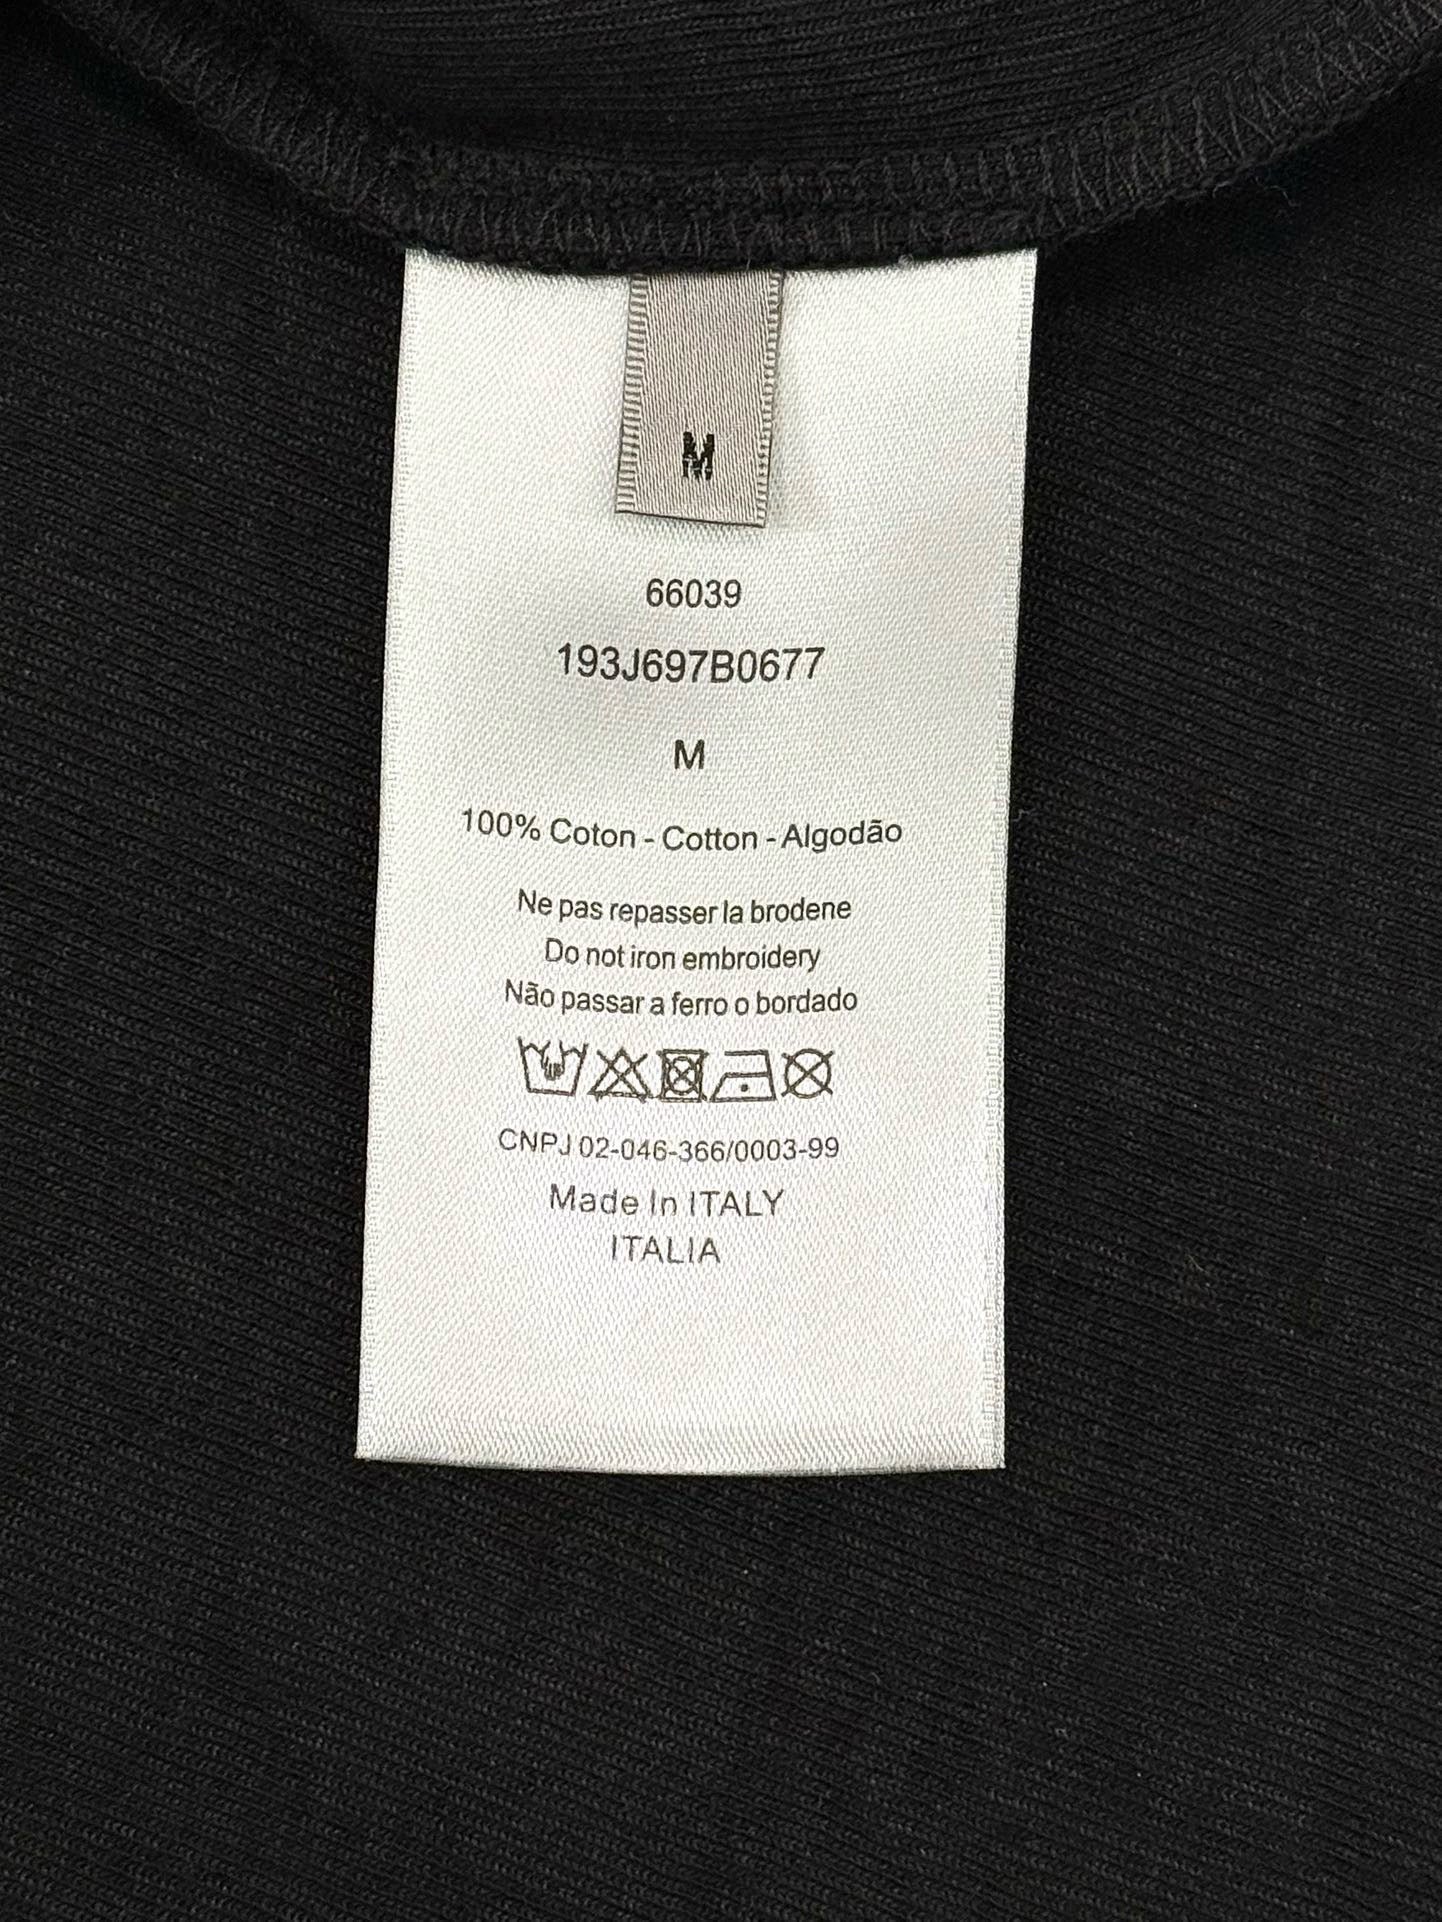 M
66039
193J697B0677
M
100% Coton - Cotton - Algodão
Ne pas repasser la brodene
Do not iron embroidery
Não passar a ferro o bordado
CNPJ 02-046-366/0003-99
Made In ITALY
ITALIA